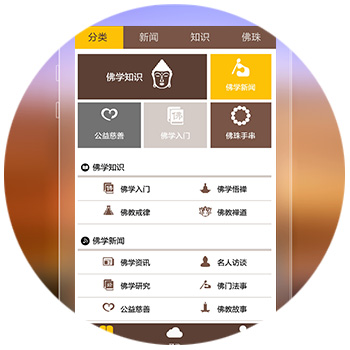 分类 新闻 知识 佛珠
佛学知识
佛学新闻
公益慈善 佛学入门 佛珠手串
佛学知识
佛学入门 佛学悟禅
佛教戒律 佛教禅道
佛学新闻
佛学资讯 名人访谈
佛学研究 佛门法事
公益慈善 佛教故事